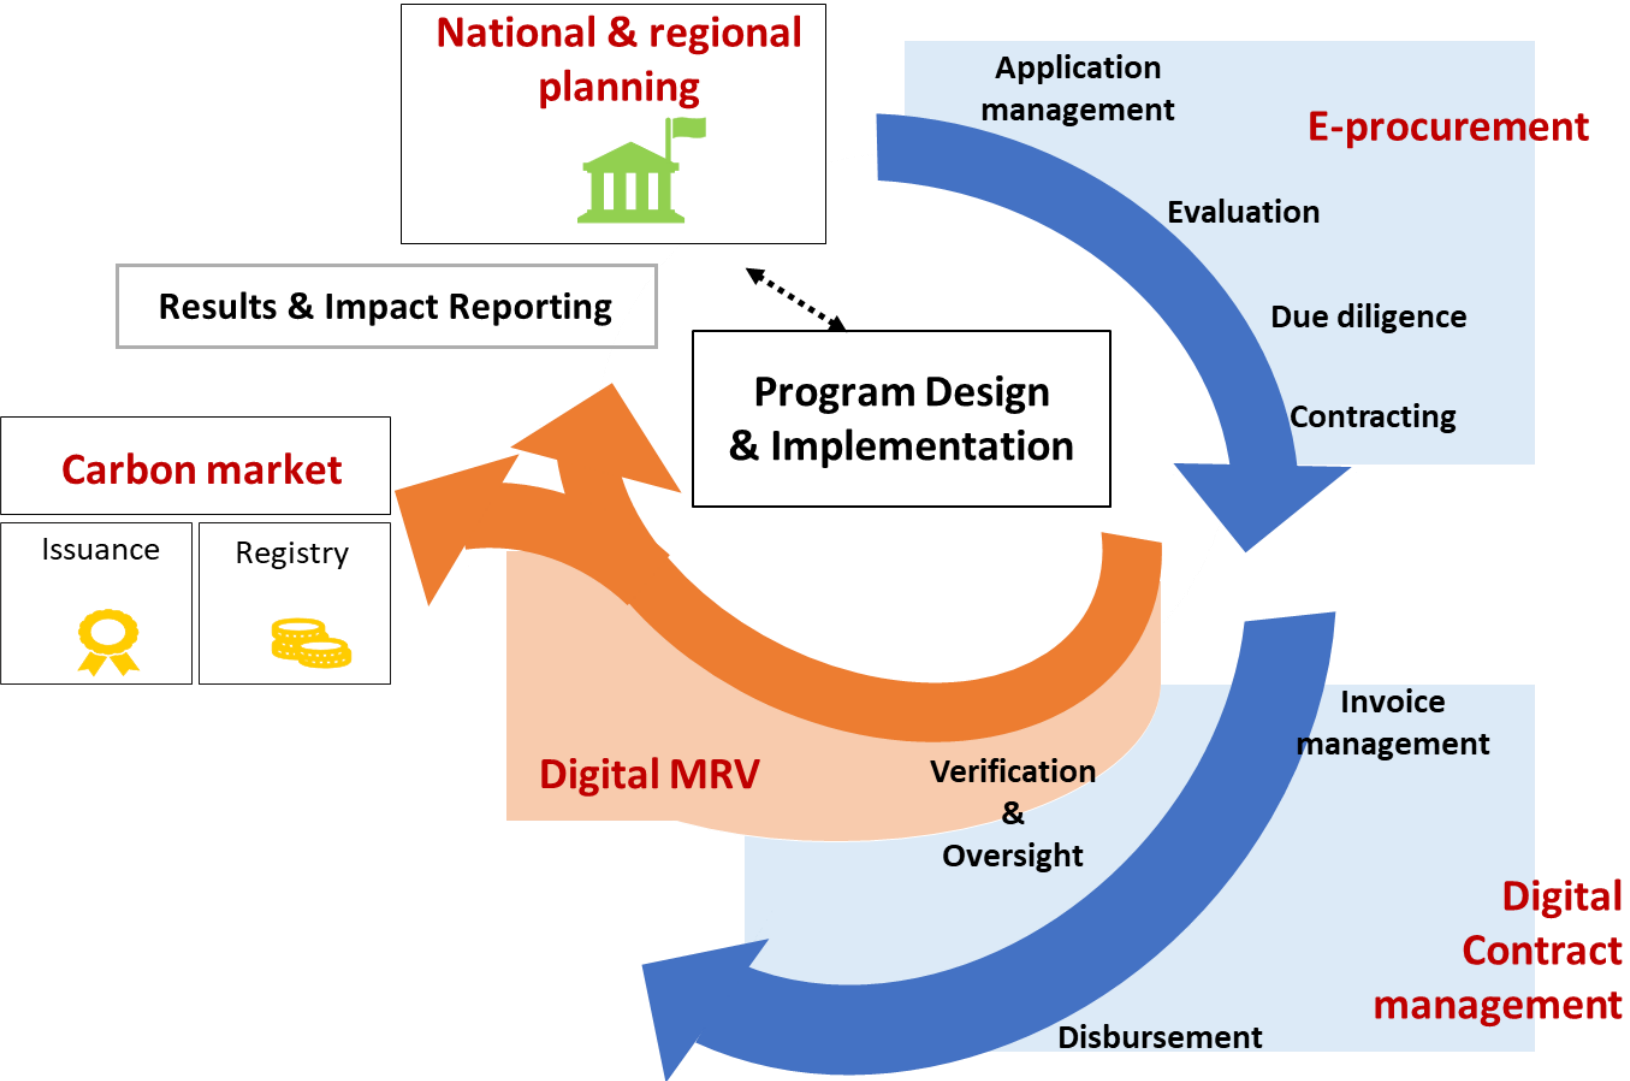 National & regional
planning
Application
management
E-procurement
Evaluation
Results & Impact Reporting
Due diligence
Program Design
& Implementation
Contracting
Carbon market
Issuance
Registry
Invoice
management
Digital MRV
Verification
&
Oversight
Digital
Contract
management
Disbursement